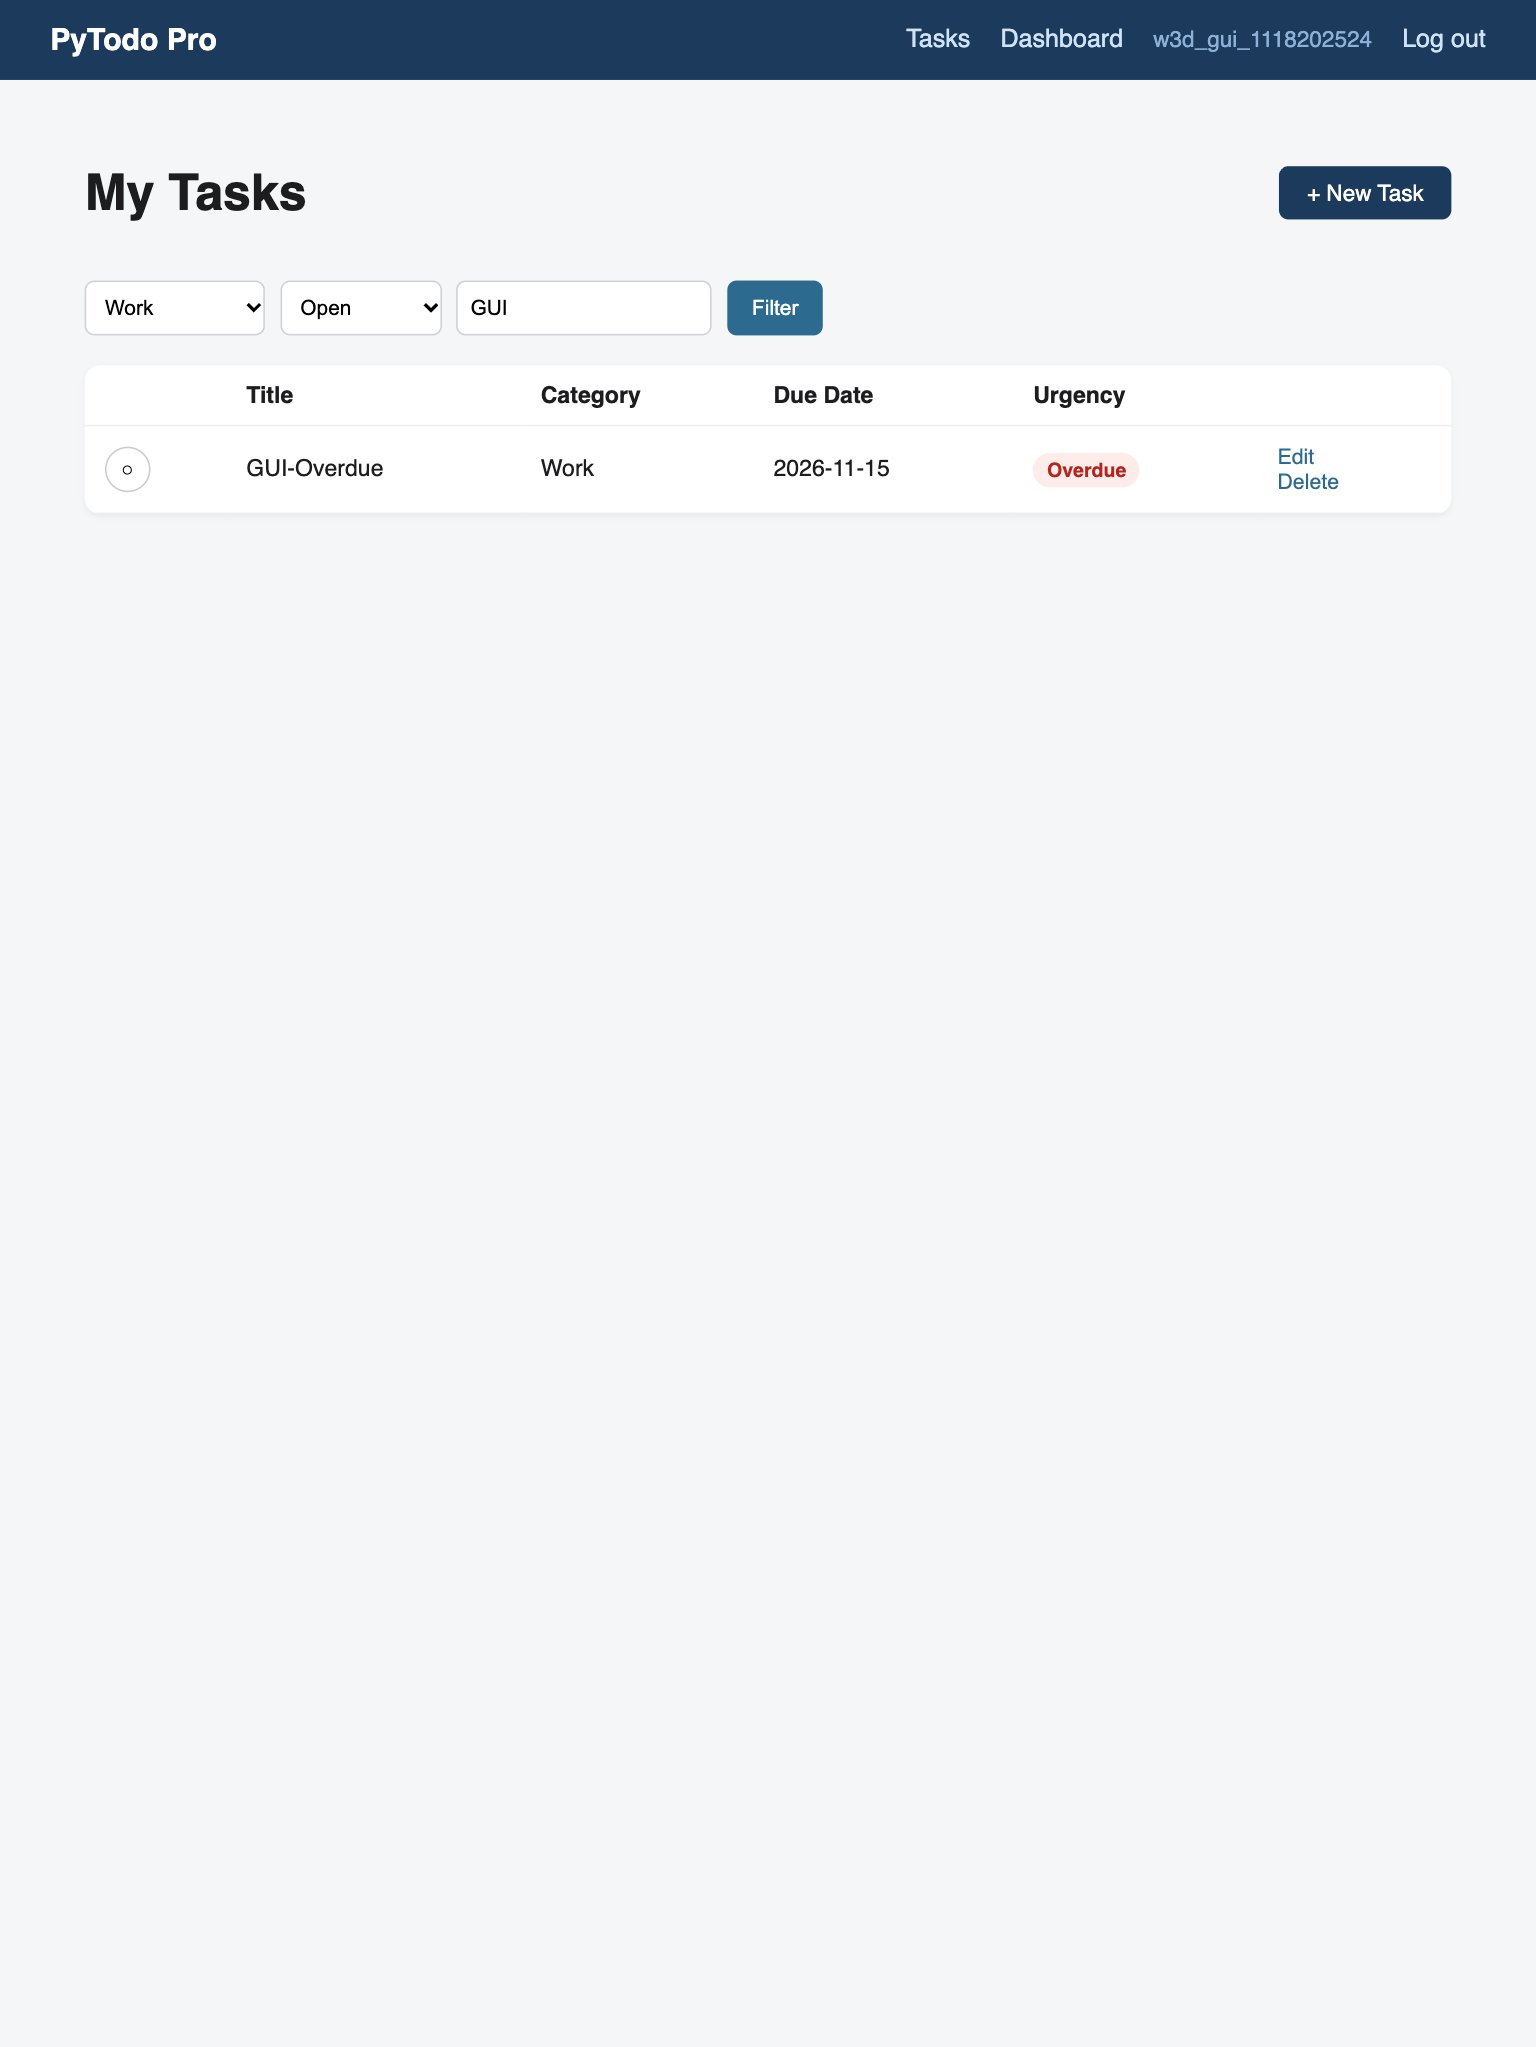 PyTodo Pro
Tasks Dashboard w3d_gui_1118202524 Log out
My Tasks
+ New Task
Work Open GUI Filter
Title Category Due Date Urgency
GUI-Overdue Work 2026-11-15 Overdue Edit
Delete